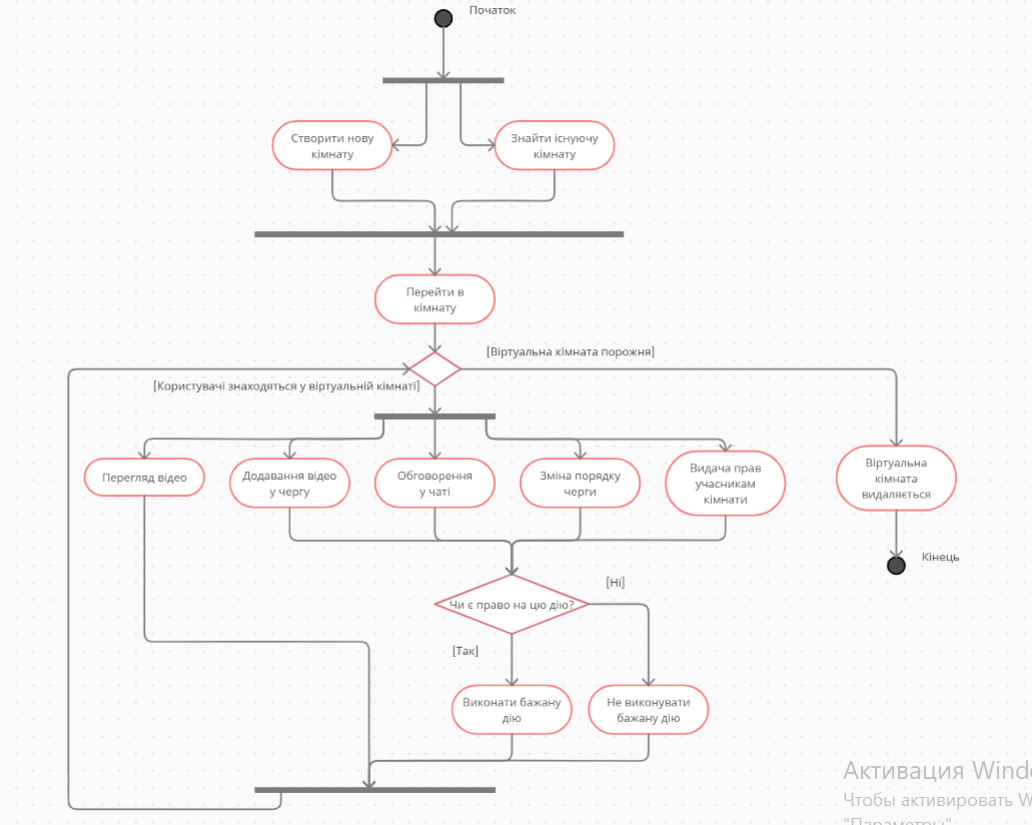 Початок
Створити нову
кімнату
Знайти існуючу
кімнату
Перейти в
кімнату
[Віртуальна кімната порожня]
[Користувачі знаходяться у віртуальній кімнаті]
Перегляд відео
Додавання відео
у чергу
Обговорення
у чаті
Зміна порядку
черги
Видача прав
учасникам
кімнати
Віртуальна
кімната
видаляється
Кінець
Чи є право на цю дію?
[Ні]
[Так]
Виконати бажану
дію
Не виконувати
бажану дію
Активация Windo
Чтобы активировать W
"Параметры"